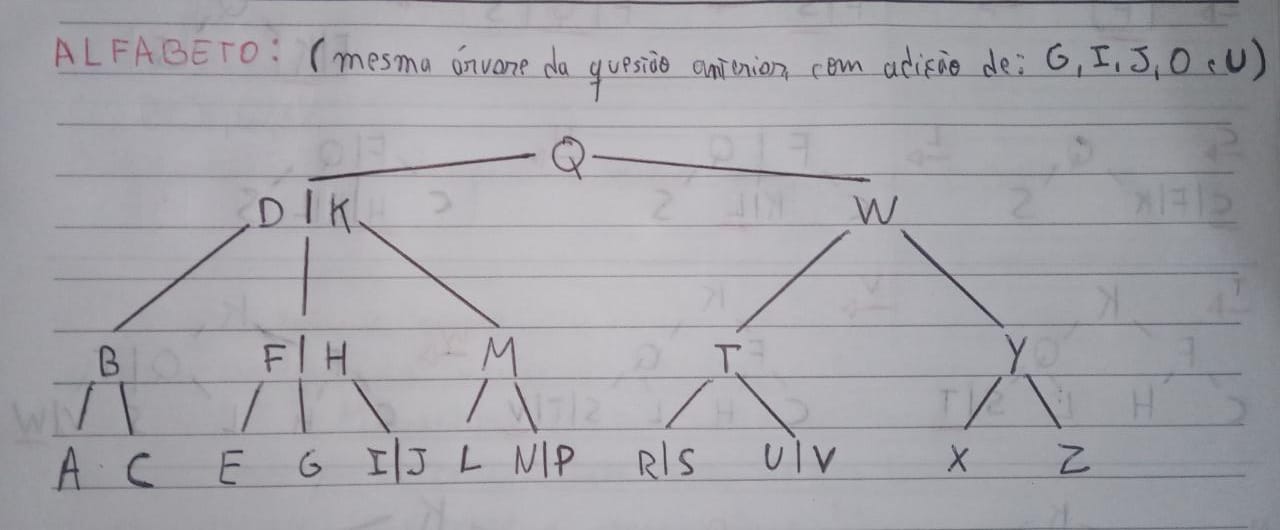 ALFABETO: (mesma árvore da questão anterior, com adição de: G, I, J, O e U)
Q
D | K W
B F | H M T Y
A C E G I|J L N|P R|S U|V X Z